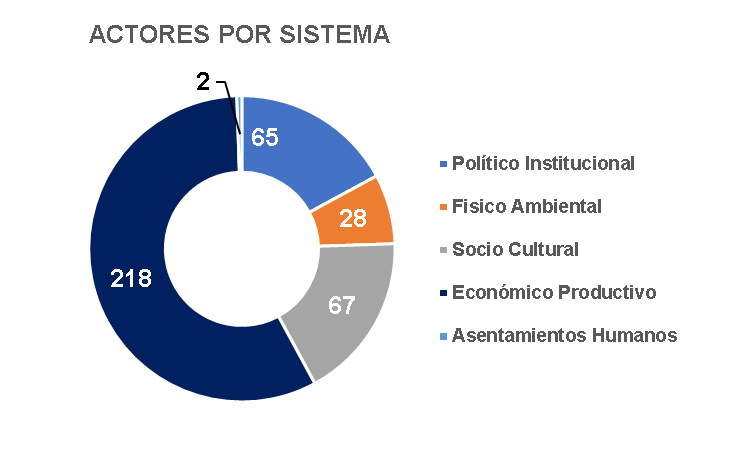 ACTORES POR SISTEMA
2
65
28
218
67
Político Institucional
Fisico Ambiental
Socio Cultural
Económico Productivo
Asentamientos Humanos